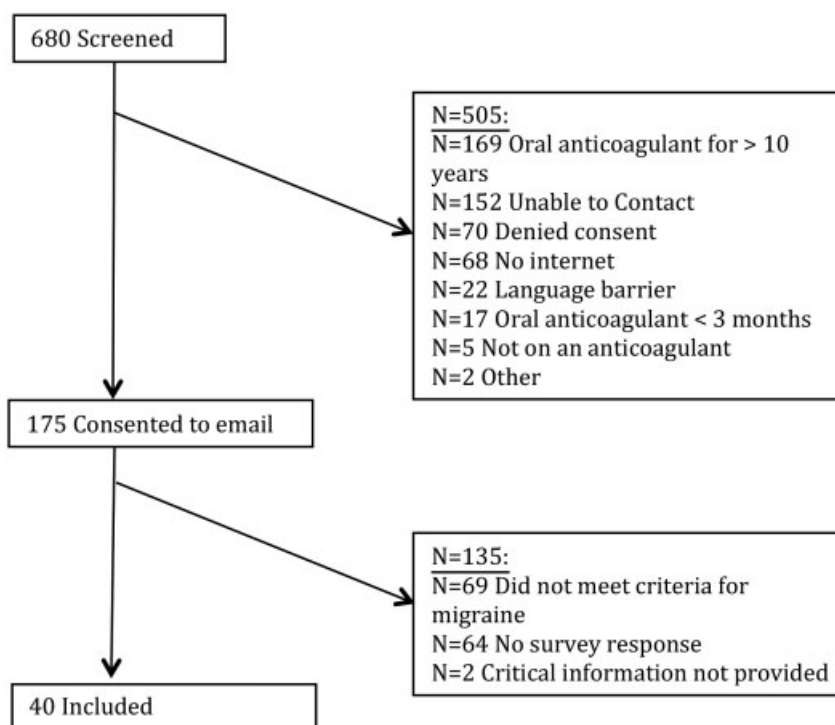 680 Screened
N=505:
N=169 Oral anticoagulant for > 10
years
N=152 Unable to Contact
N=70 Denied consent
N=68 No internet
N=22 Language barrier
N=17 Oral anticoagulant < 3 months
N=5 Not on an anticoagulant
N=2 Other
175 Consented to email
N=135:
N=69 Did not meet criteria for
migraine
N=64 No survey response
N=2 Critical information not provided
40 Included